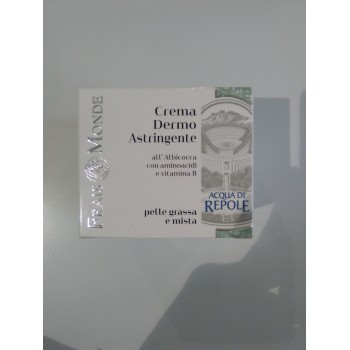 FRAIS MONDE
Crema
Dermo
Astringente
all' Albicocca
con aminoacidi
e vitamina B
pelle grassa
e mista
ACQUA DI
REPOLE